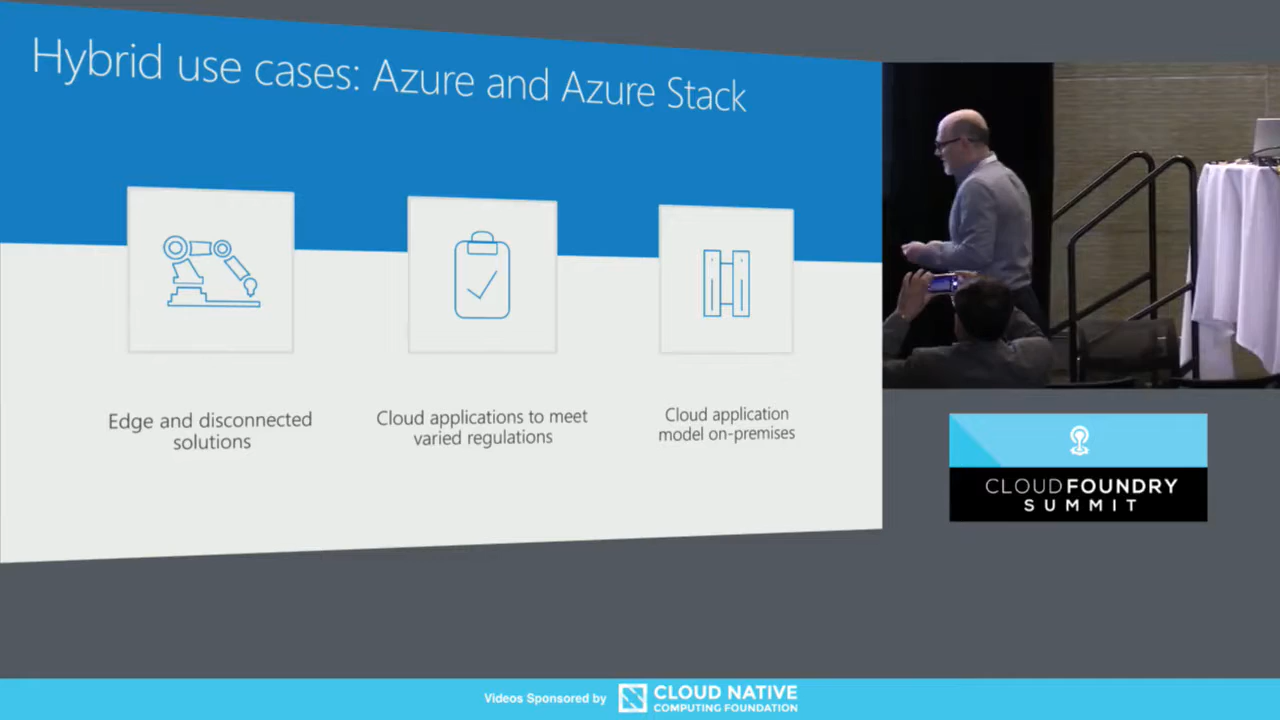 Hybrid use cases: Azure and Azure Stack
Edge and disconnected
solutions
Cloud applications to meet
varied regulations
Cloud application
model on-premises
CLOUDFOUNDRY
SUMMIT
Videos Sponsored by
CLOUD NATIVE
COMPUTING FOUNDATION